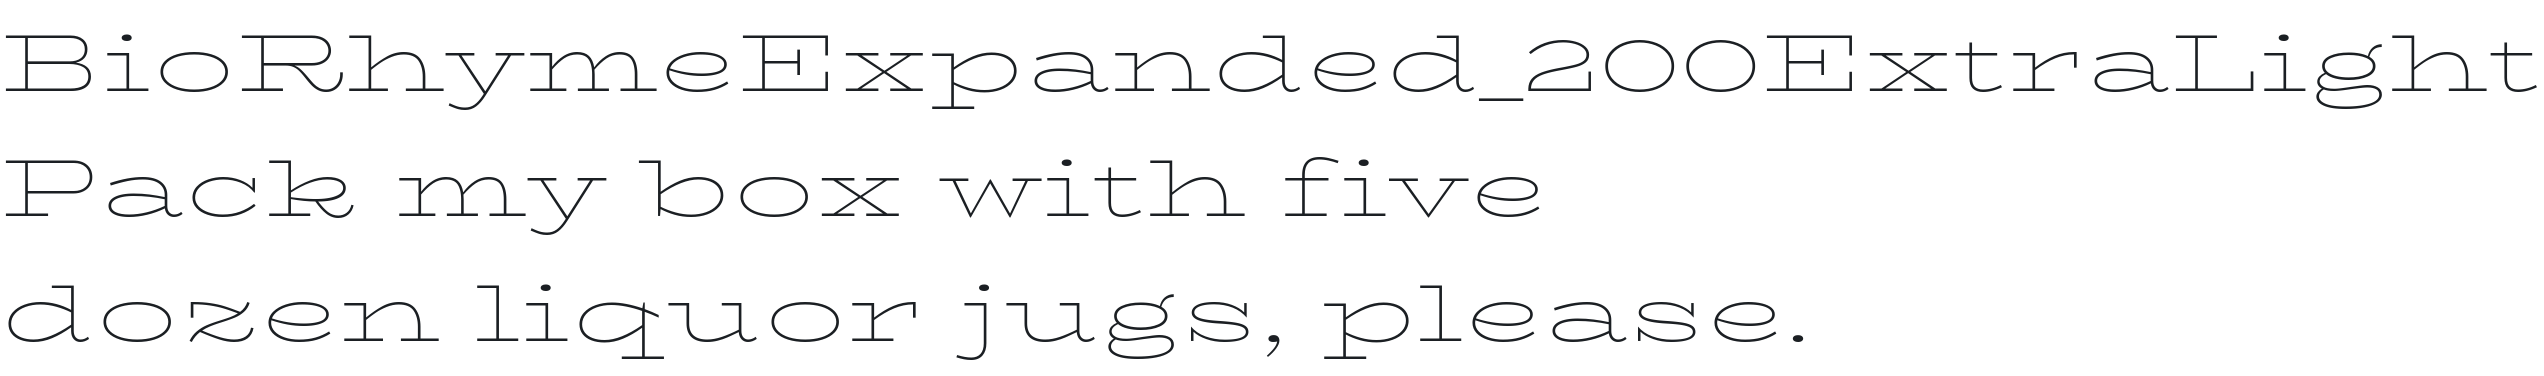 BioRhymeExpanded_200ExtraLight
Pack my box with five
dozen liquor jugs, please.